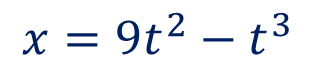 x = 9t² − t³